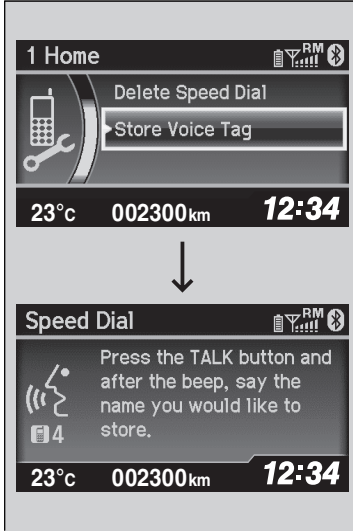 1 Home
RM
Delete Speed Dial
Store Voice Tag
23°c 002300km 12:34
Speed Dial
RM
Press the TALK button and
after the beep, say the
name you would like to
4 store.
23°c 002300km 12:34